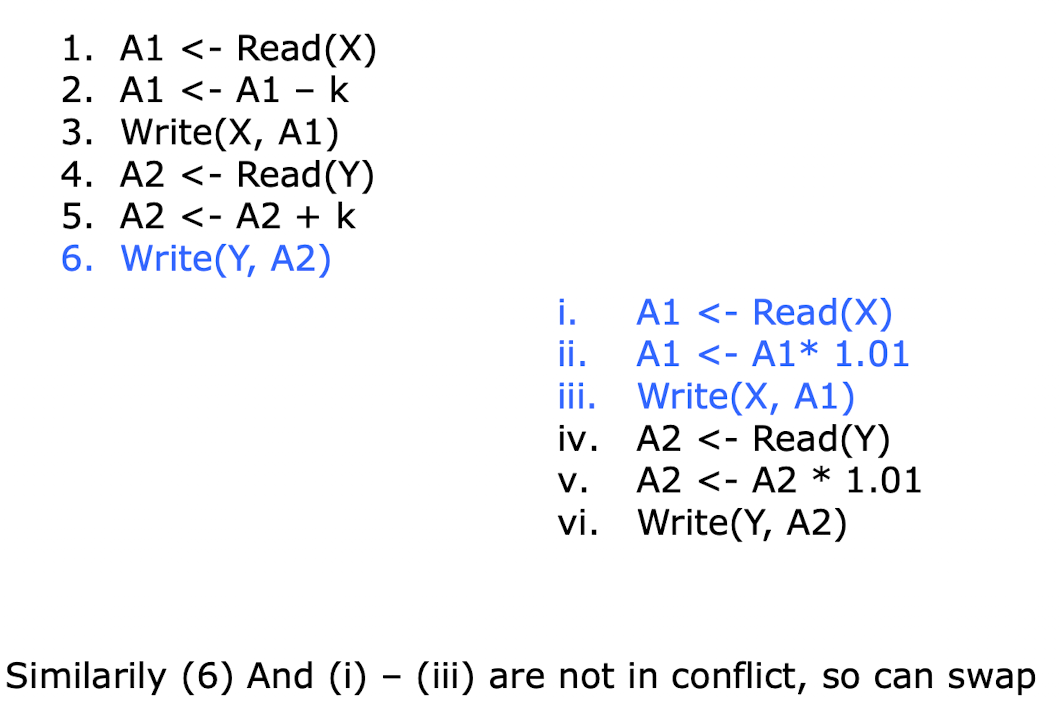 1. A1 <- Read(X)
2. A1 <- A1 – k
3. Write(X, A1)
4. A2 <- Read(Y)
5. A2 <- A2 + k
6. Write(Y, A2)
i. A1 <- Read(X)
ii. A1 <- A1* 1.01
iii. Write(X, A1)
iv. A2 <- Read(Y)
v. A2 <- A2 * 1.01
vi. Write(Y, A2)
Similarily (6) And (i) – (iii) are not in conflict, so can swap